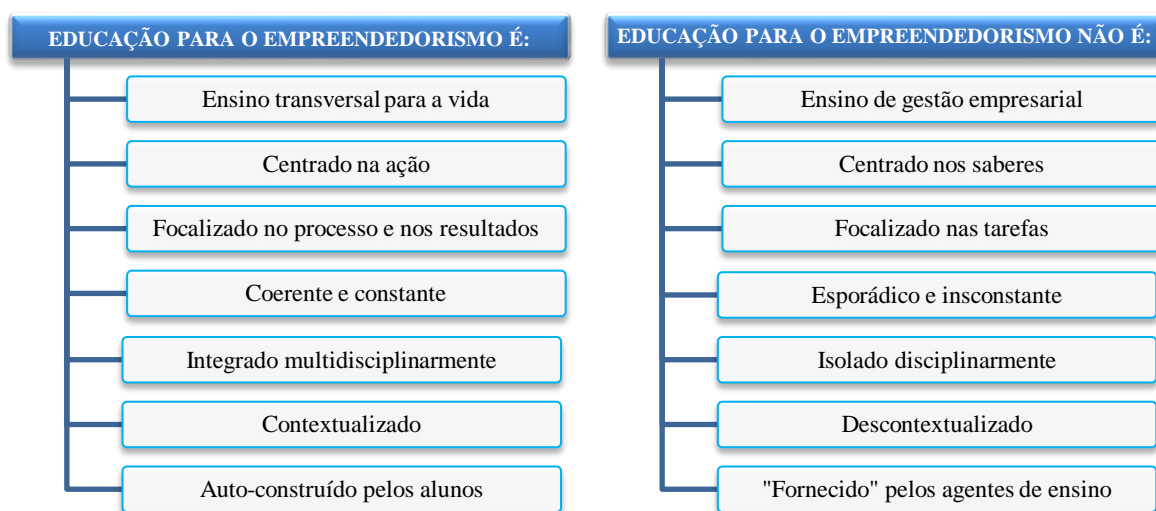 EDUCAÇÃO PARA O EMPREENDEDORISMO É:
Ensino transversal para a vida
Centrado na ação
Focalizado no processo e nos resultados
Coerente e constante
Integrado multidisciplinarmente
Contextualizado
Auto-construído pelos alunos
EDUCAÇÃO PARA O EMPREENDEDORISMO NÃO É:
Ensino de gestão empresarial
Centrado nos saberes
Focalizado nas tarefas
Esporádico e insconstante
Isolado disciplinarmente
Descontextualizado
"Fornecido" pelos agentes de ensino